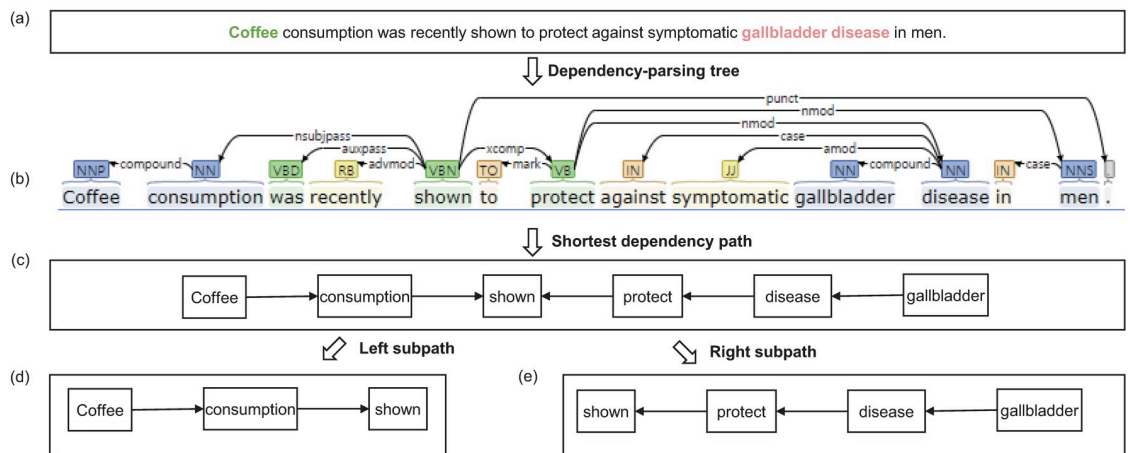 (a)
Coffee consumption was recently shown to protect against symptomatic gallbladder disease in men.
Dependency-parsing tree
punct
nmod
nsubjpass nmod
auxpass xcomp case
amod
NNP compound NN VBD RB advmod VBN TO mark VB IN JJ NN compound NN IN case NNS .
(b)
Coffee consumption was recently shown to protect against symptomatic gallbladder disease in men .
Shortest dependency path
(c)
Coffee consumption shown protect disease gallbladder
Left subpath Right subpath
(d)
Coffee consumption shown
(e)
shown protect disease gallbladder